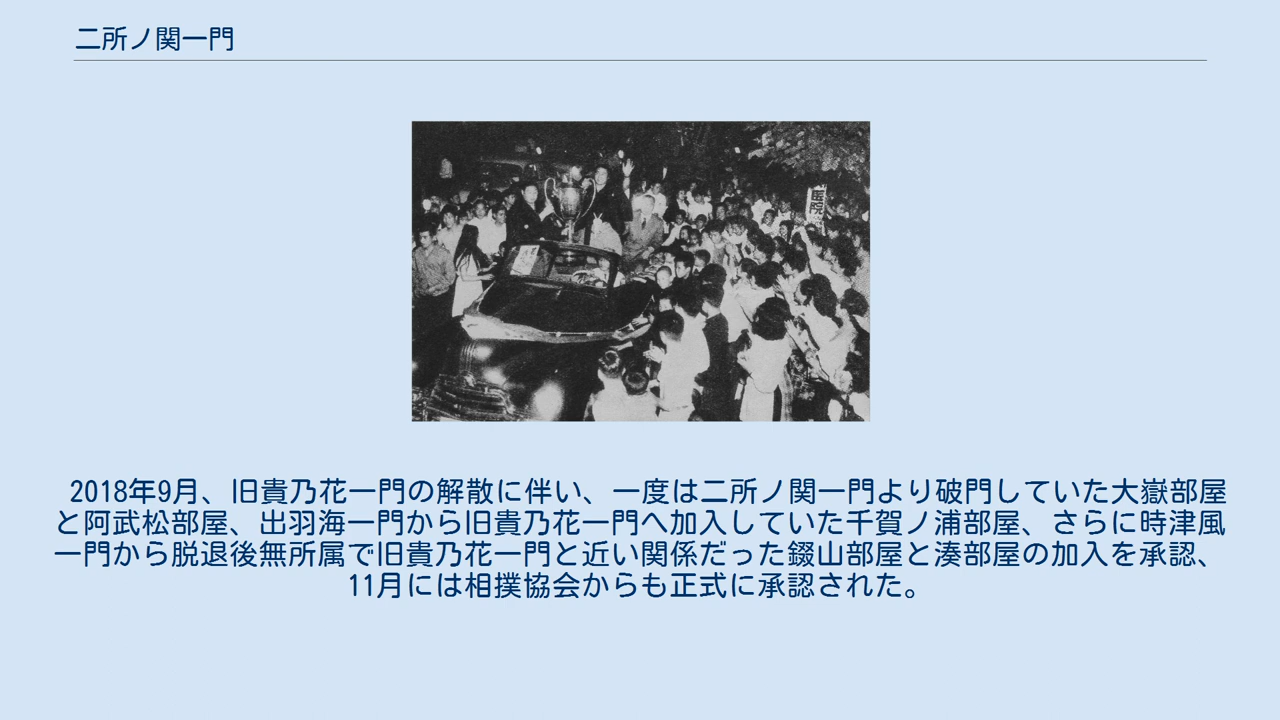 二所ノ関一門
2018年9月、旧貴乃花一門の解散に伴い、一度は二所ノ関一門より破門していた大嶽部屋
と阿武松部屋、出羽海一門から旧貴乃花一門へ加入していた千賀ノ浦部屋、さらに時津風
一門から脱退後無所属で旧貴乃花一門と近い関係だった錣山部屋と湊部屋の加入を承認、
11月には相撲協会からも正式に承認された。